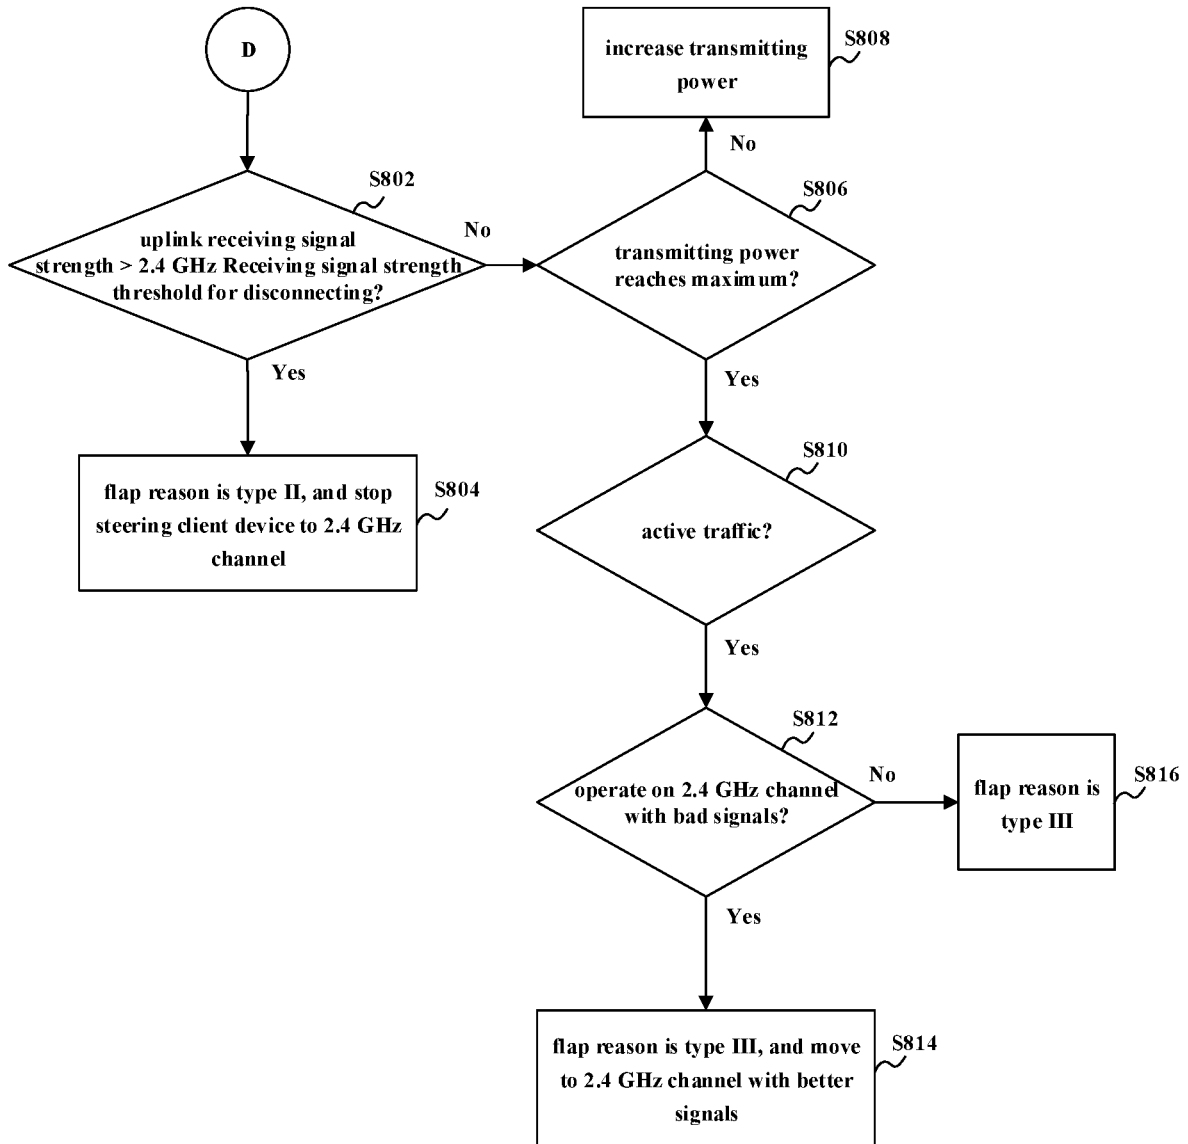 D
S802
uplink receiving signal
strength > 2.4 GHz Receiving signal strength
threshold for disconnecting?
No
Yes
flap reason is type II, and stop
steering client device to 2.4 GHz
channel
S804
increase transmitting
power
S808
No
S806
transmitting power
reaches maximum?
Yes
S810
active traffic?
Yes
S812
operate on 2.4 GHz channel
with bad signals?
No
flap reason is
type III
S816
Yes
flap reason is type III, and move
to 2.4 GHz channel with better
signals
S814